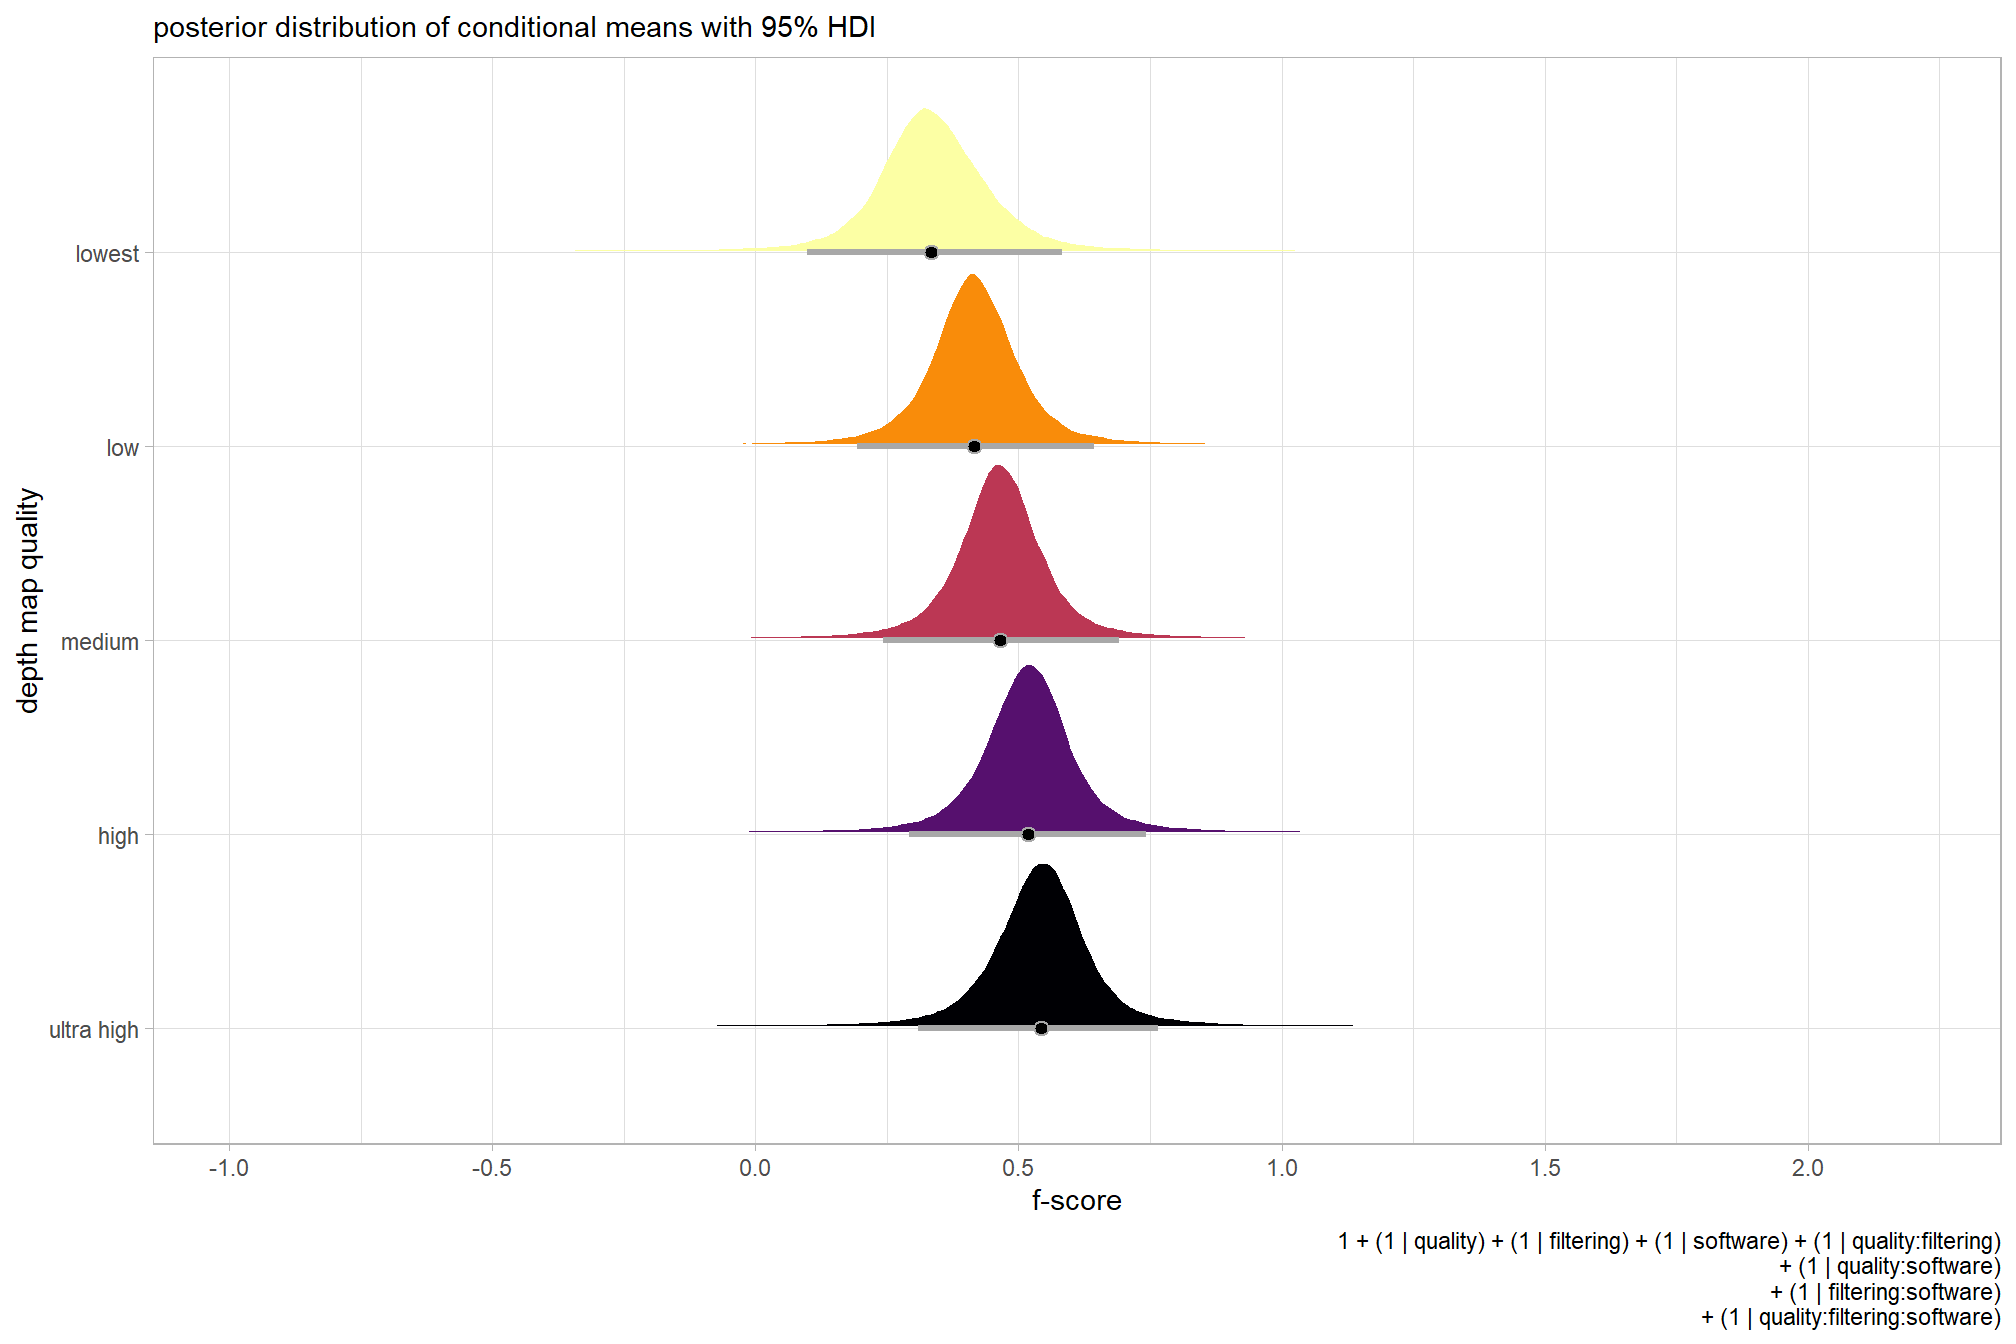 posterior distribution of conditional means with 95% HDI
depth map quality
lowest
low
medium
high
ultra high
-1.0 -0.5 0.0 0.5 1.0 1.5 2.0
f-score
1 + (1 | quality) + (1 | filtering) + (1 | software) + (1 | quality:filtering)
+ (1 | quality:software)
+ (1 | filtering:software)
+ (1 | quality:filtering:software)